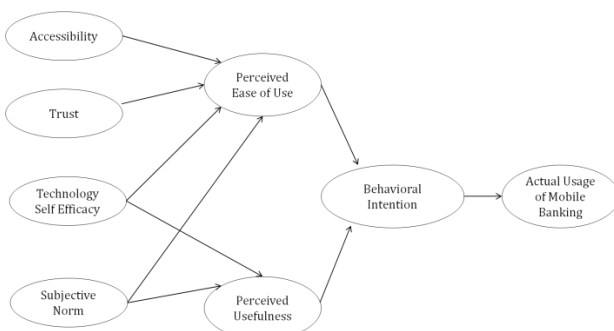 Accessibility
Perceived
Ease of Use
Trust
Technology
Self Efficacy
Behavioral
Intention
Actual Usage
of Mobile
Banking
Subjective
Norm
Perceived
Usefulness